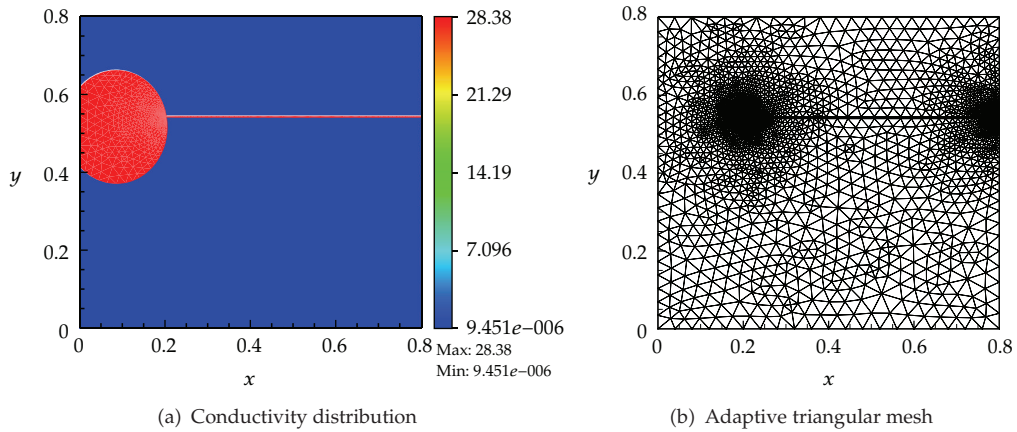 0.8
0.6
0.4
0.2
0
y
0
0.2
0.4
0.6
0.8
x
28.38
21.29
14.19
7.096
9.451e−006
Max: 28.38
Min: 9.451e−006
(a) Conductivity distribution
0.8
0.6
0.4
0.2
0
y
0
0.2
0.4
0.6
0.8
x
(b) Adaptive triangular mesh